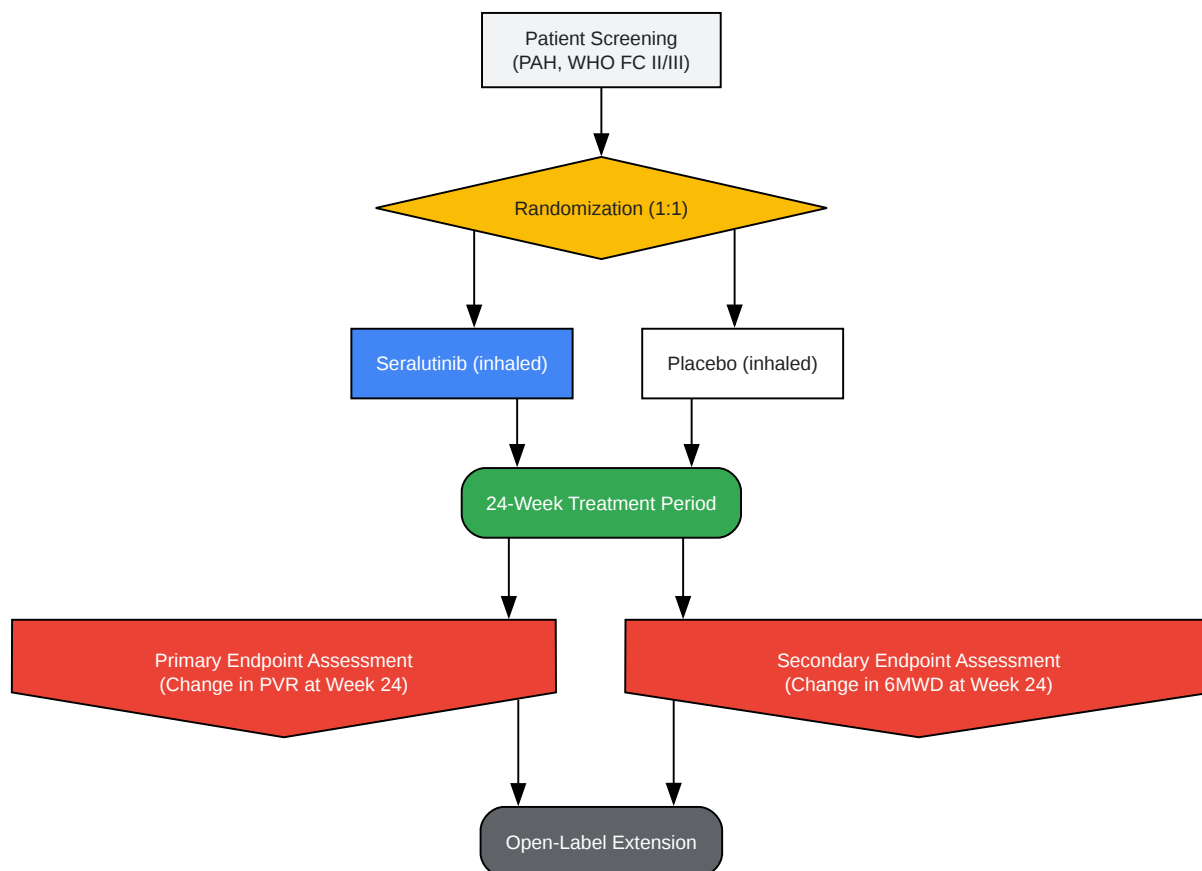 Patient Screening
(PAH, WHO FC II/III)
Randomization (1:1)
Seralutinib (inhaled)
Placebo (inhaled)
24-Week Treatment Period
Primary Endpoint Assessment
(Change in PVR at Week 24)
Secondary Endpoint Assessment
(Change in 6MWD at Week 24)
Open-Label Extension